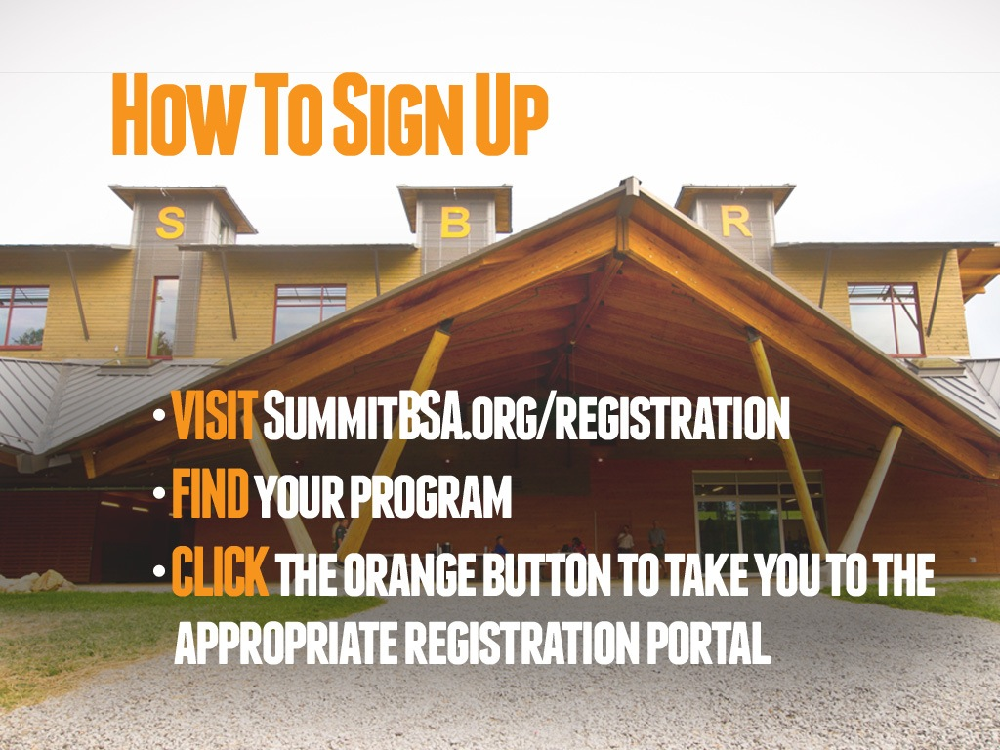 How To Sign Up
S B R
• VISIT SummitBSA.org/registration
• FIND your program
• CLICK the orange button to take you to the
appropriate registration portal